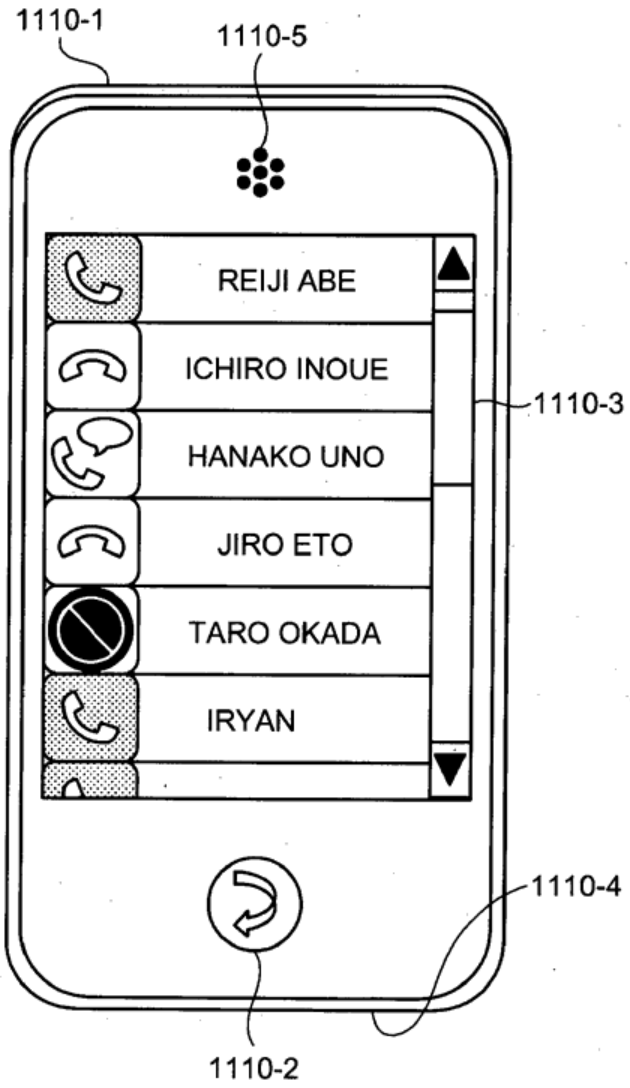 1110-1
1110-5
REIJI ABE
ICHIRO INOUE
1110-3
HANAKO UNO
JIRO ETO
TARO OKADA
IRYAN
1110-4
1110-2